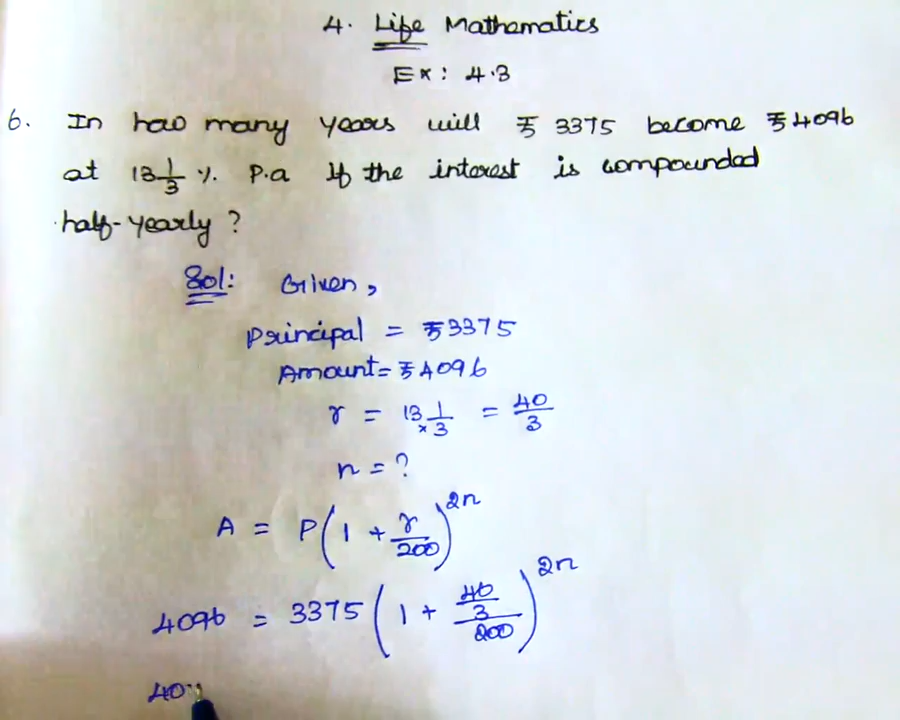 4. Life Mathematics
Ex: 4.3
6. In how many years will ₹ 3375 become ₹ 4096
at 13 1/3 %. P.a if the interest is compounded
half-yearly ?
Sol: Given,
Principal = ₹3375
Amount = ₹4096
r = 13 1/3 = 40/3
n = ?
A = P(1 + r/200)^2n
4096 = 3375 (1 + (40/3)/200)^2n
40